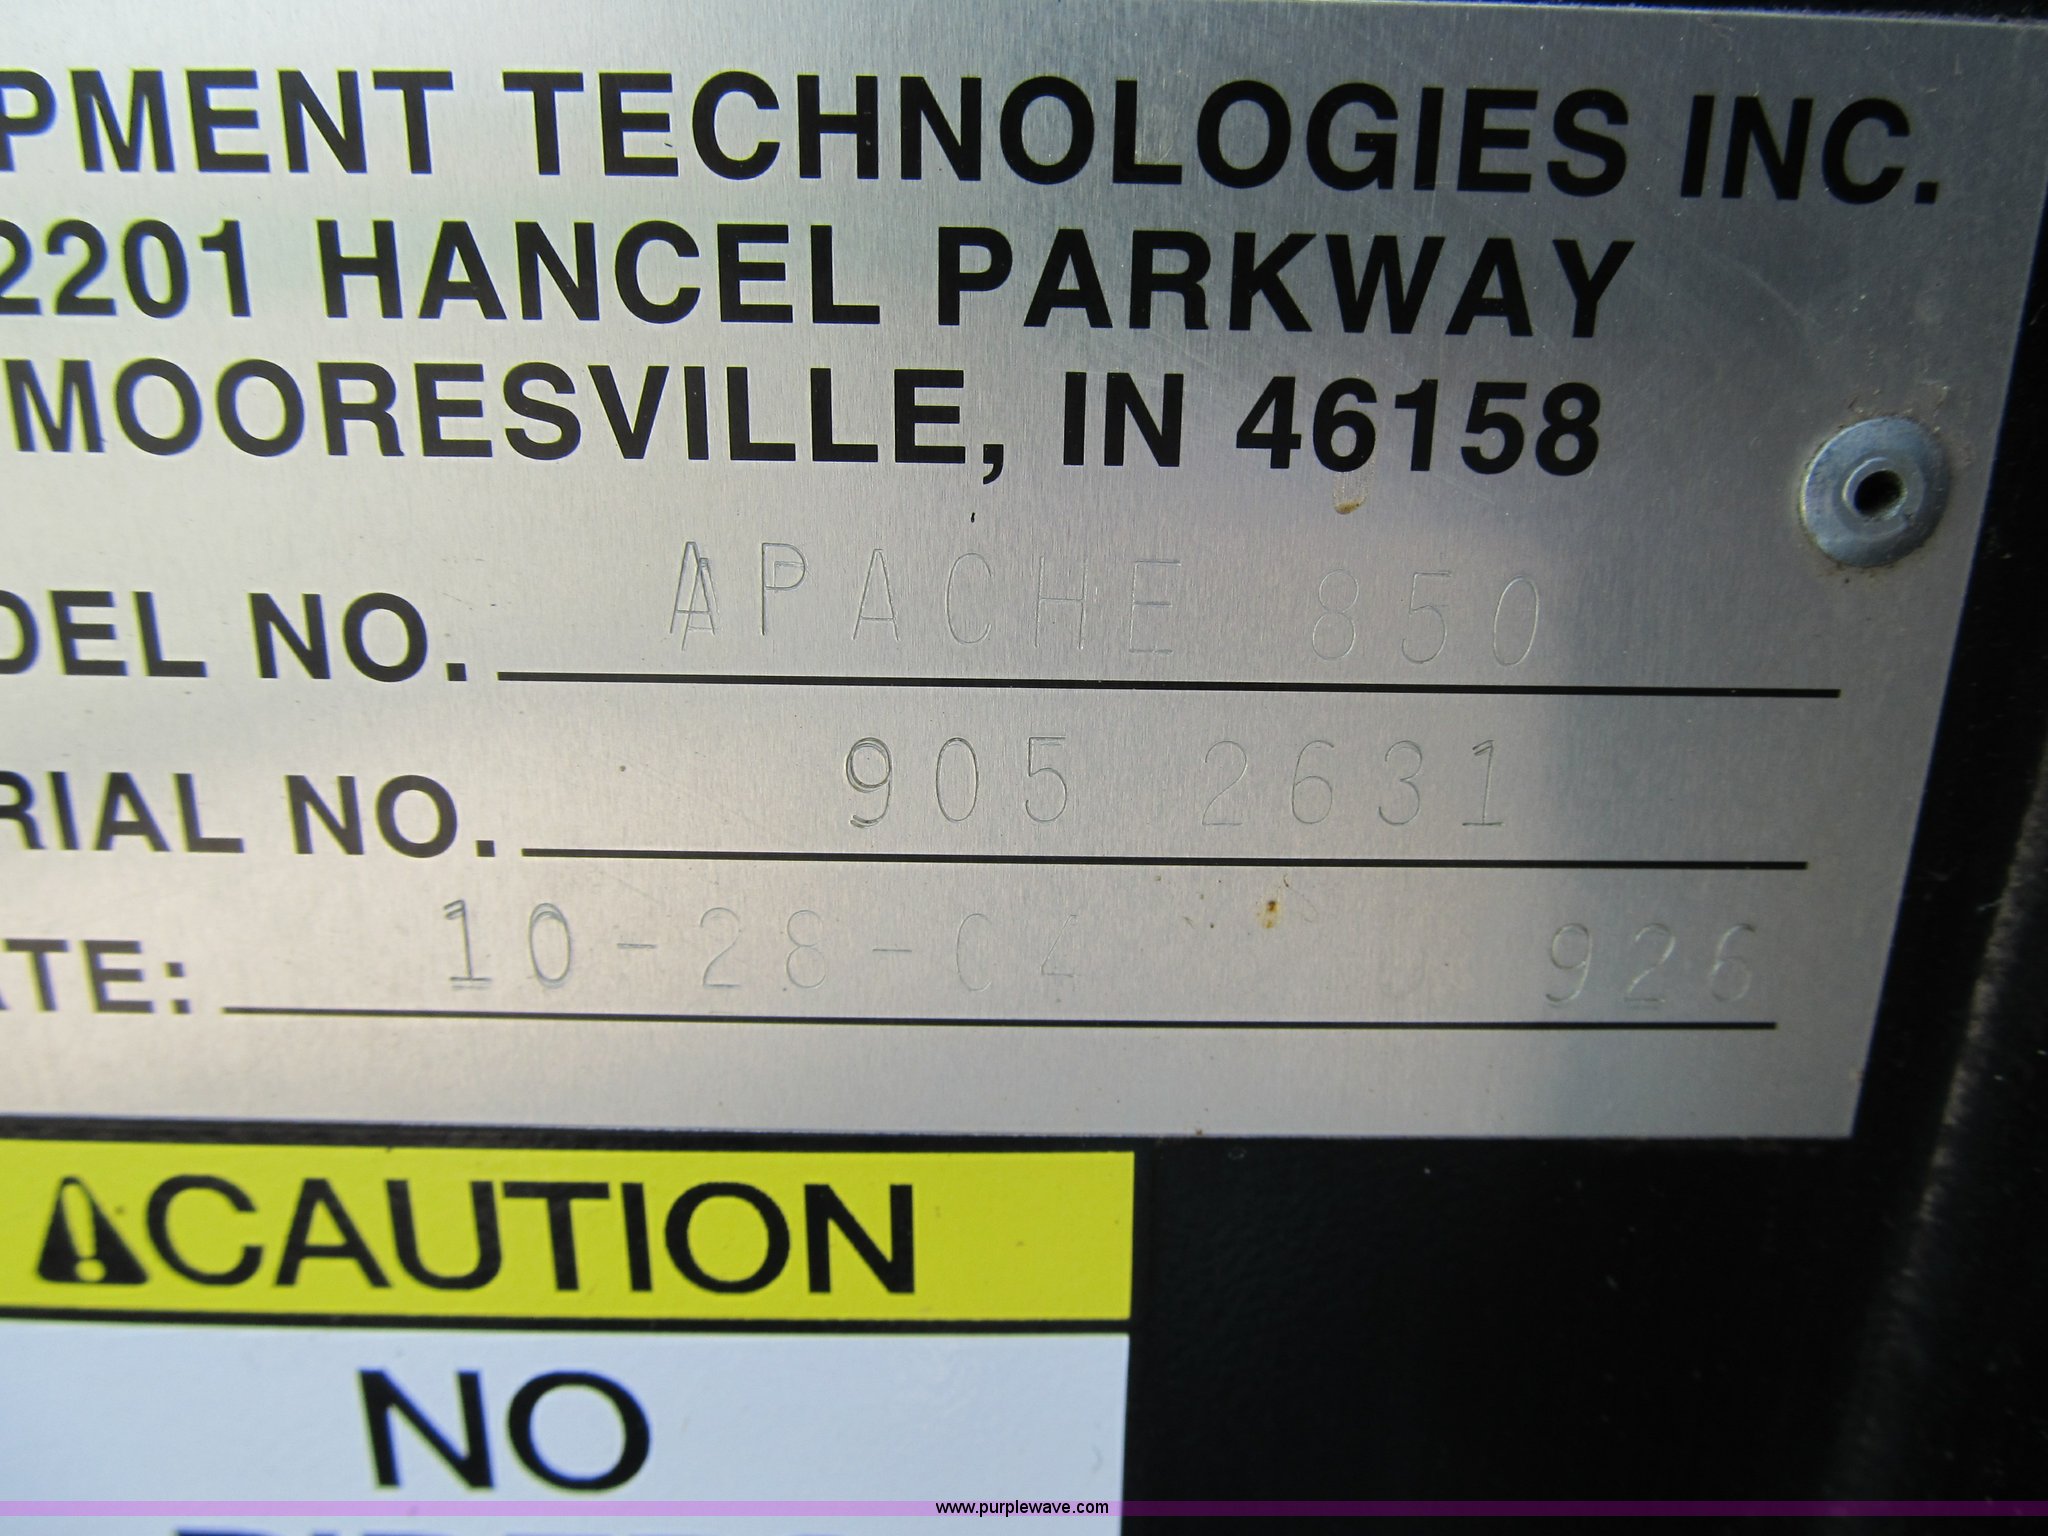 PMENT TECHNOLOGIES INC.
2201 HANCEL PARKWAY
MOORESVILLE, IN 46158
DEL NO. APACHE 850
RIAL NO. 905 2631
ATE: 10-28-04 926
CAUTION
NO
www.purplewave.com